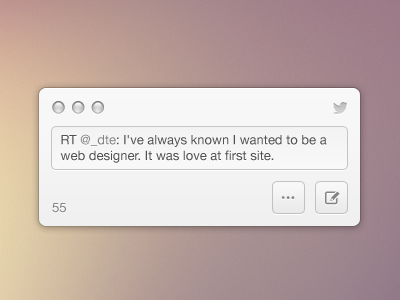 RT @_dte: I've always known I wanted to be a
web designer. It was love at first site.
55